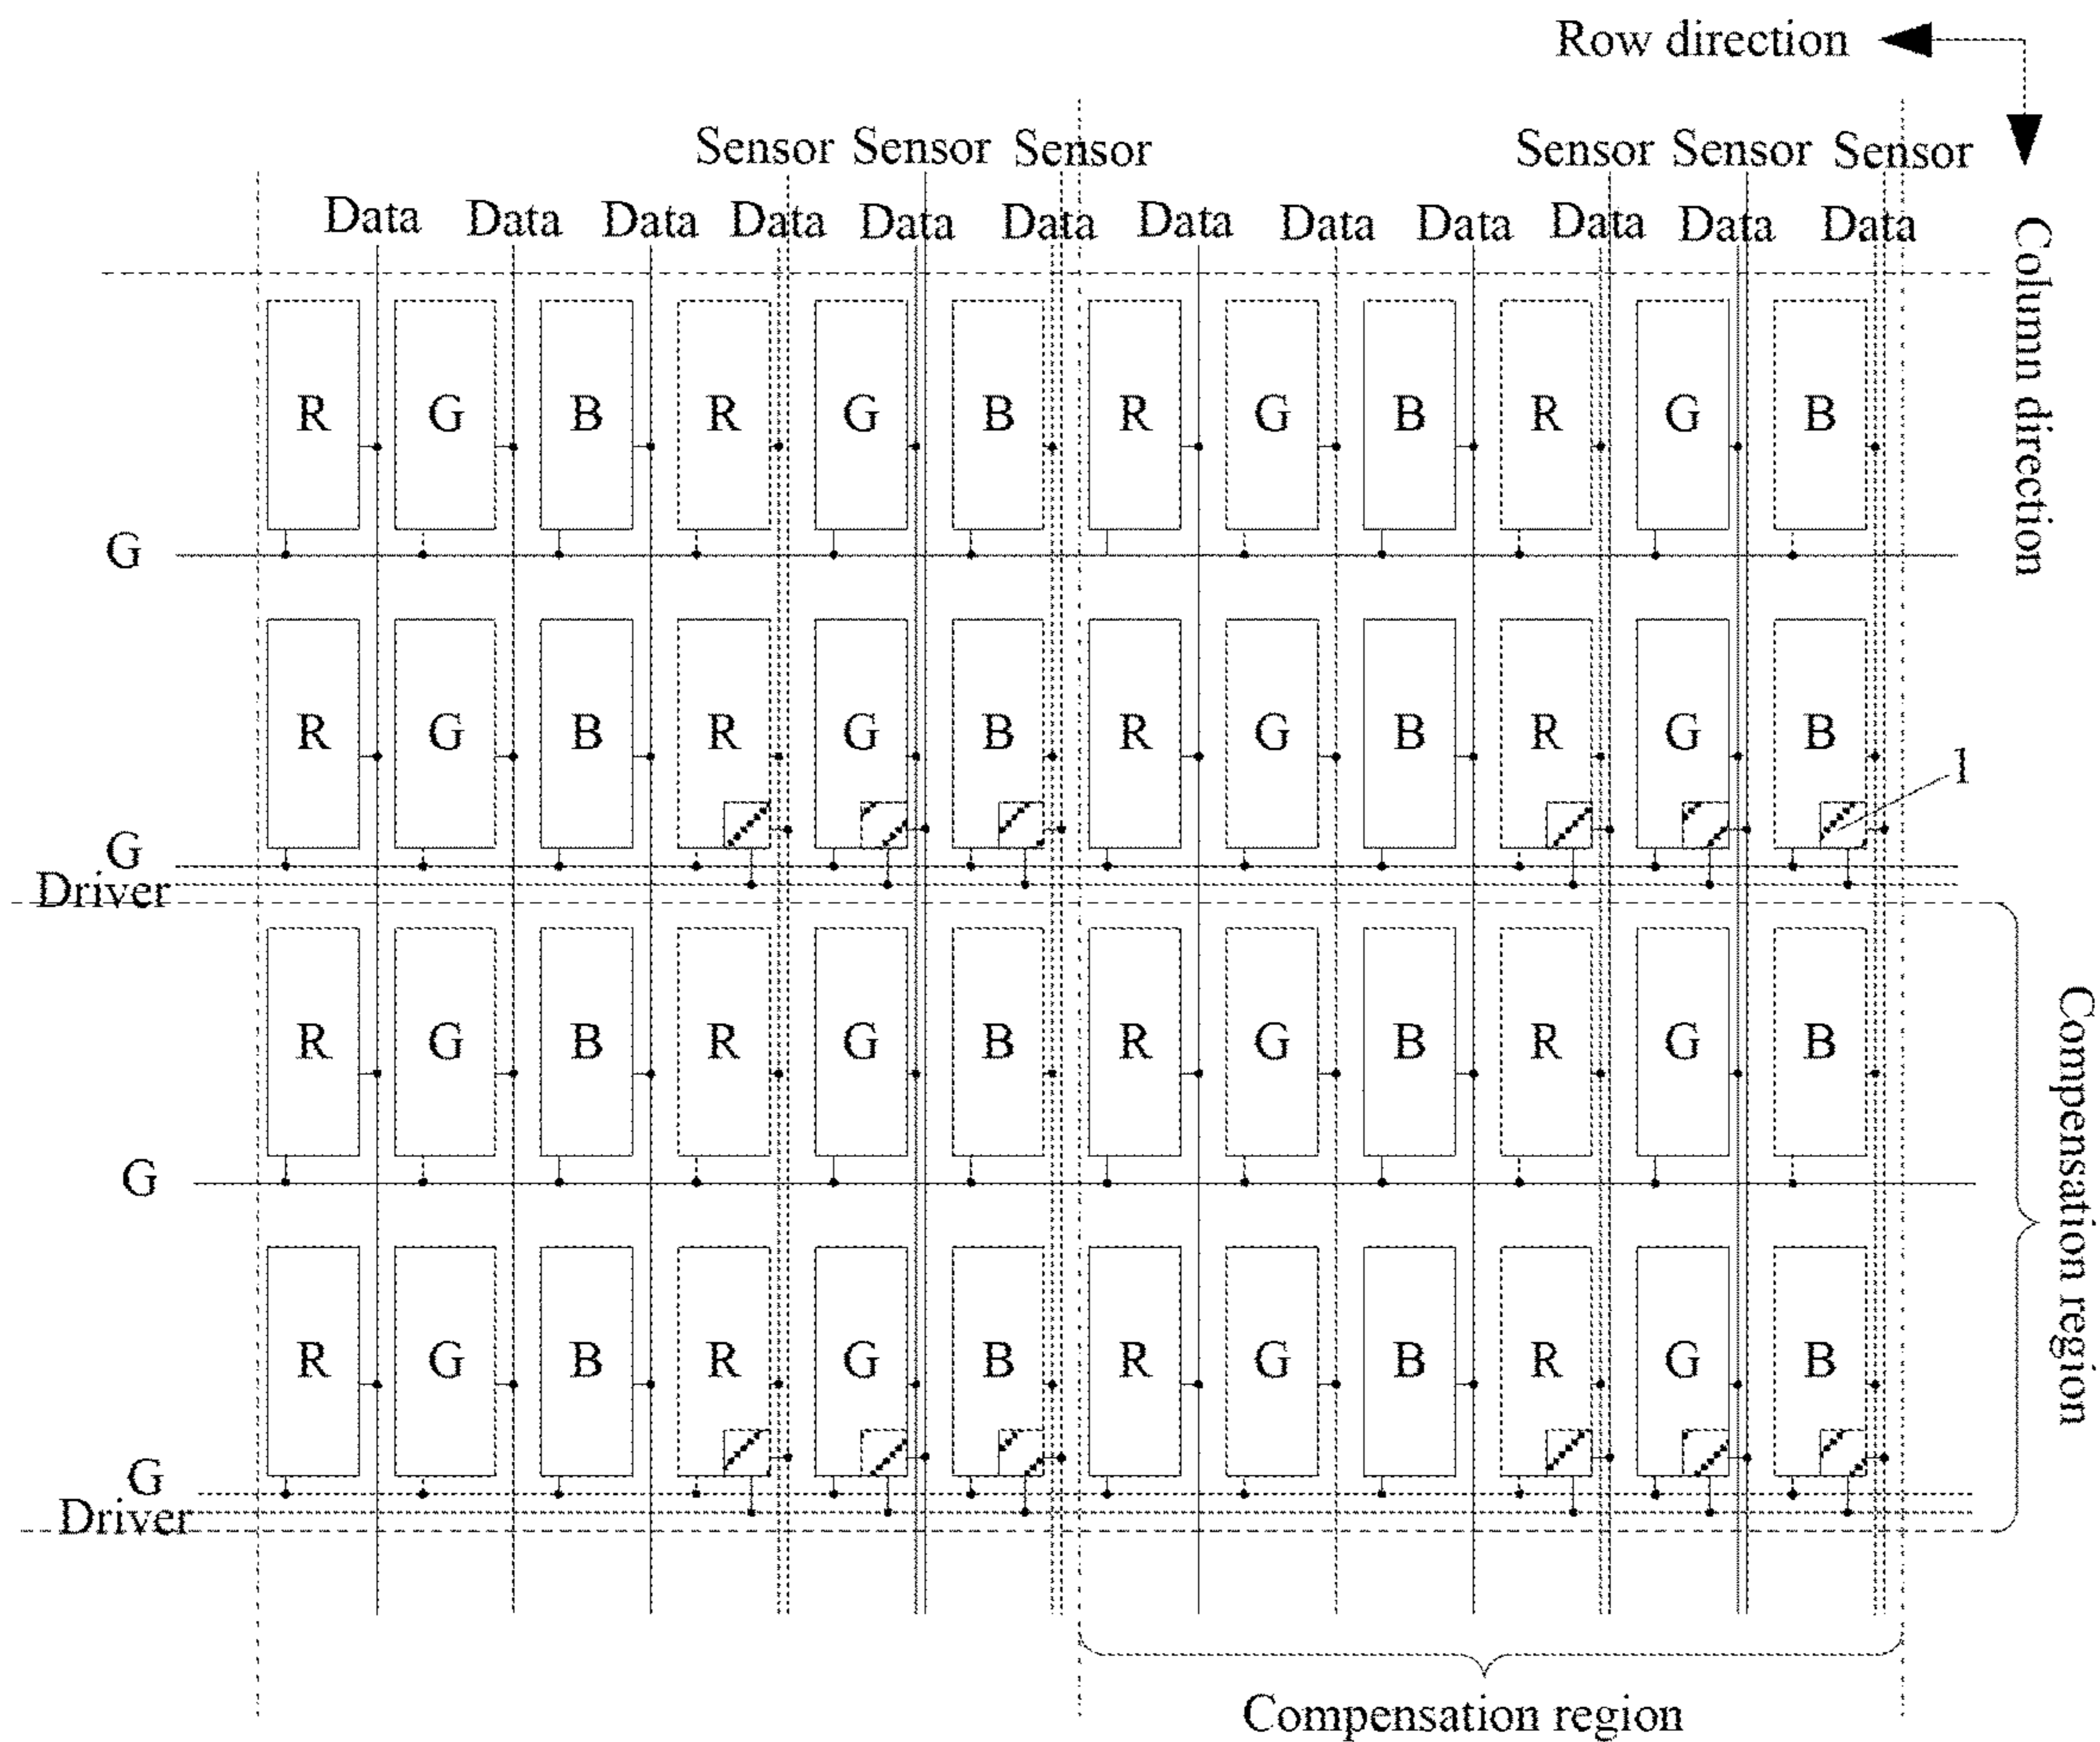 Row direction
Sensor Sensor Sensor Sensor Sensor Sensor
Data Data Data Data Data Data Data Data Data Data Data Data
Column direction
R G B R G B R G B R G B
G
R G B R G B R G B R G B
1
G
Driver
R G B R G B R G B R G B
Compensation region
G
R G B R G B R G B R G B
G
Driver
Compensation region